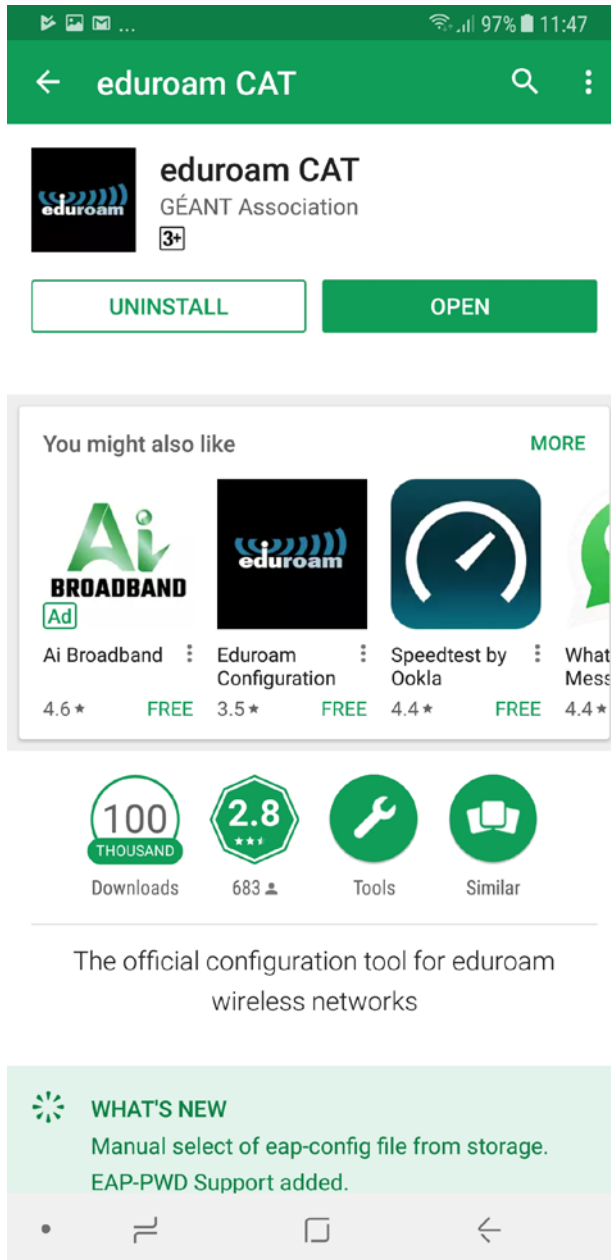 ... 97% 11:47
eduroam CAT
eduroam
eduroam CAT
GÉANT Association
3+
UNINSTALL
OPEN
You might also like
MORE
Ai
BROADBAND
Ad
eduroam
Ai Broadband
Eduroam
Configuration
Speedtest by
Ookla
What
Mess
4.6★ FREE
3.5★ FREE
4.4★ FREE
4.4★
100
THOUSAND
Downloads
2.8
683
Tools
Similar
The official configuration tool for eduroam
wireless networks
WHAT'S NEW
Manual select of eap-config file from storage.
EAP-PWD Support added.